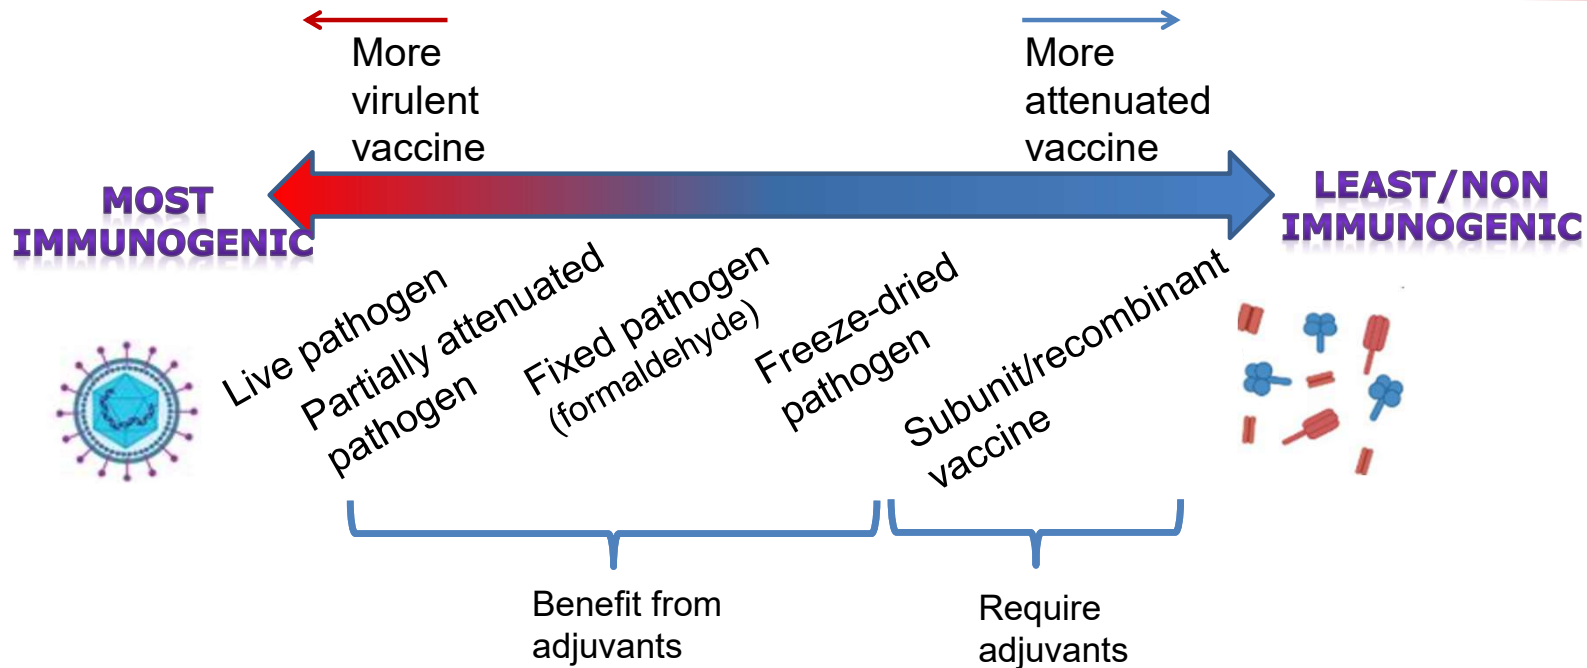 More
virulent
vaccine
More
attenuated
vaccine
MOST
IMMUNOGENIC
LEAST/NON
IMMUNOGENIC
Live pathogen
Partially attenuated
pathogen
Fixed pathogen
(formaldehyde)
Freeze-dried
pathogen
Subunit/recombinant
vaccine
Benefit from
adjuvants
Require
adjuvants